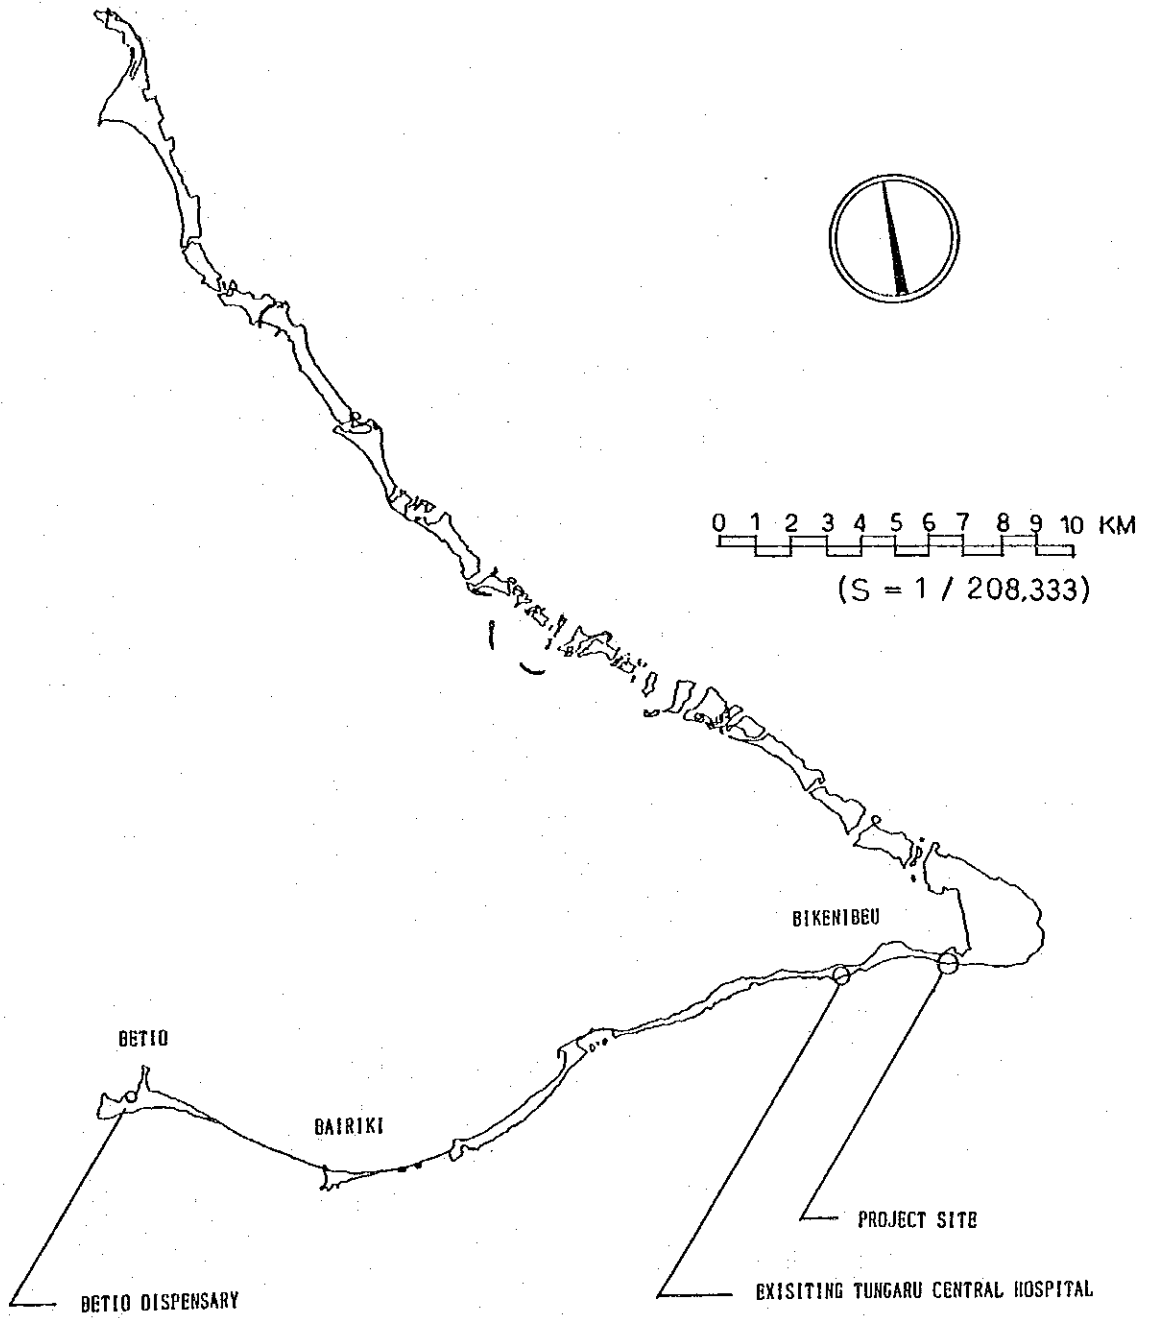 0 1 2 3 4 5 6 7 8 9 10 KM
(S = 1 / 208,333)
BIKENIBEU
BETIO
BAIRIKI
PROJECT SITE
EXISITING TUNGARU CENTRAL HOSPITAL
BETIO DISPENSARY